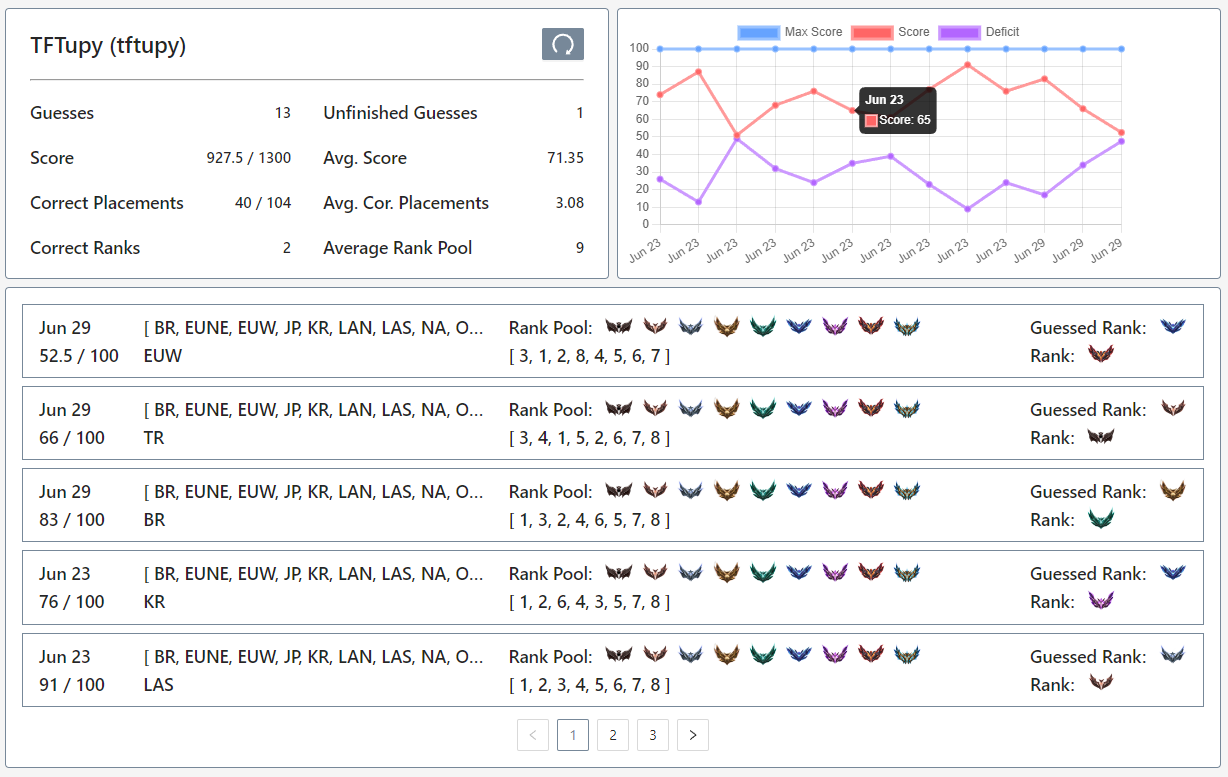 TFTupy (tftupy)
Guesses 13 Unfinished Guesses 1
Score 927.5 / 1300 Avg. Score 71.35
Correct Placements 40 / 104 Avg. Cor. Placements 3.08
Correct Ranks 2 Average Rank Pool 9
Max Score Score Deficit
100
90
80
70
60
50
40
30
20
10
0
Jun 23
Score: 65
Jun 23 Jun 23 Jun 23 Jun 23 Jun 23 Jun 23 Jun 23 Jun 23 Jun 23 Jun 23 Jun 29 Jun 29 Jun 29
Jun 29 [ BR, EUNE, EUW, JP, KR, LAN, LAS, NA, O... Rank Pool: Guessed Rank:
52.5 / 100 EUW [ 3, 1, 2, 8, 4, 5, 6, 7 ] Rank:
Jun 29 [ BR, EUNE, EUW, JP, KR, LAN, LAS, NA, O... Rank Pool: Guessed Rank:
66 / 100 TR [ 3, 4, 1, 5, 2, 6, 7, 8 ] Rank:
Jun 29 [ BR, EUNE, EUW, JP, KR, LAN, LAS, NA, O... Rank Pool: Guessed Rank:
83 / 100 BR [ 1, 3, 2, 4, 6, 5, 7, 8 ] Rank:
Jun 23 [ BR, EUNE, EUW, JP, KR, LAN, LAS, NA, O... Rank Pool: Guessed Rank:
76 / 100 KR [ 1, 2, 6, 4, 3, 5, 7, 8 ] Rank:
Jun 23 [ BR, EUNE, EUW, JP, KR, LAN, LAS, NA, O... Rank Pool: Guessed Rank:
91 / 100 LAS [ 1, 2, 3, 4, 5, 6, 7, 8 ] Rank:
< 1 2 3 >